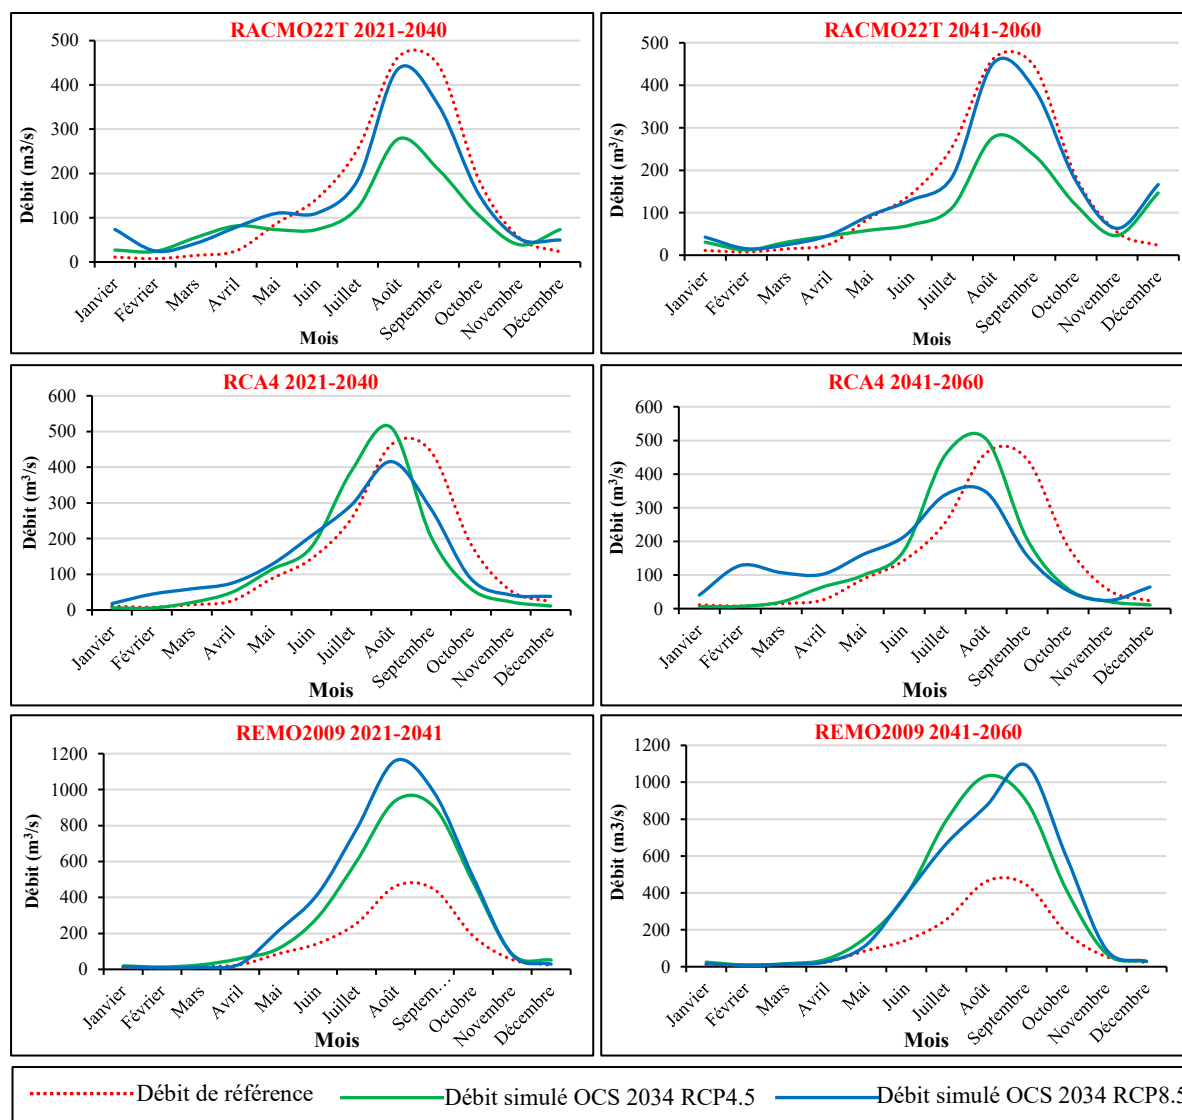 RACMO22T 2021-2040
Débit (m3/s)
500
400
300
200
100
0
Janvier
Février
Mars
Avril
Mai
Juin
Juillet
Août
Septembre
Octobre
Novembre
Décembre
Mois
RACMO22T 2041-2060
Débit (m³/s)
500
400
300
200
100
0
Janvier
Février
Mars
Avril
Mai
Juin
Juillet
Août
Septembre
Octobre
Novembre
Décembre
Mois
RCA4 2021-2040
Débit (m³/s)
600
500
400
300
200
100
0
Janvier
Février
Mars
Avril
Mai
Juin
Juillet
Août
Septembre
Octobre
Novembre
Décembre
Mois
RCA4 2041-2060
Débit (m³/s)
600
500
400
300
200
100
0
Janvier
Février
Mars
Avril
Mai
Juin
Juillet
Août
Septembre
Octobre
Novembre
Décembre
Mois
REMO2009 2021-2041
Débit (m³/s)
1200
1000
800
600
400
200
0
Janvier
Février
Mars
Avril
Mai
Juin
Juillet
Août
Septem…
Octobre
Novembre
Décembre
Mois
REMO2009 2041-2060
Débit (m3/s)
1200
1000
800
600
400
200
0
Janvier
Février
Mars
Avril
Mai
Juin
Juillet
Août
Septembre
Octobre
Novembre
Décembre
Mois
Débit de référence
Débit simulé OCS 2034 RCP4.5
Débit simulé OCS 2034 RCP8.5